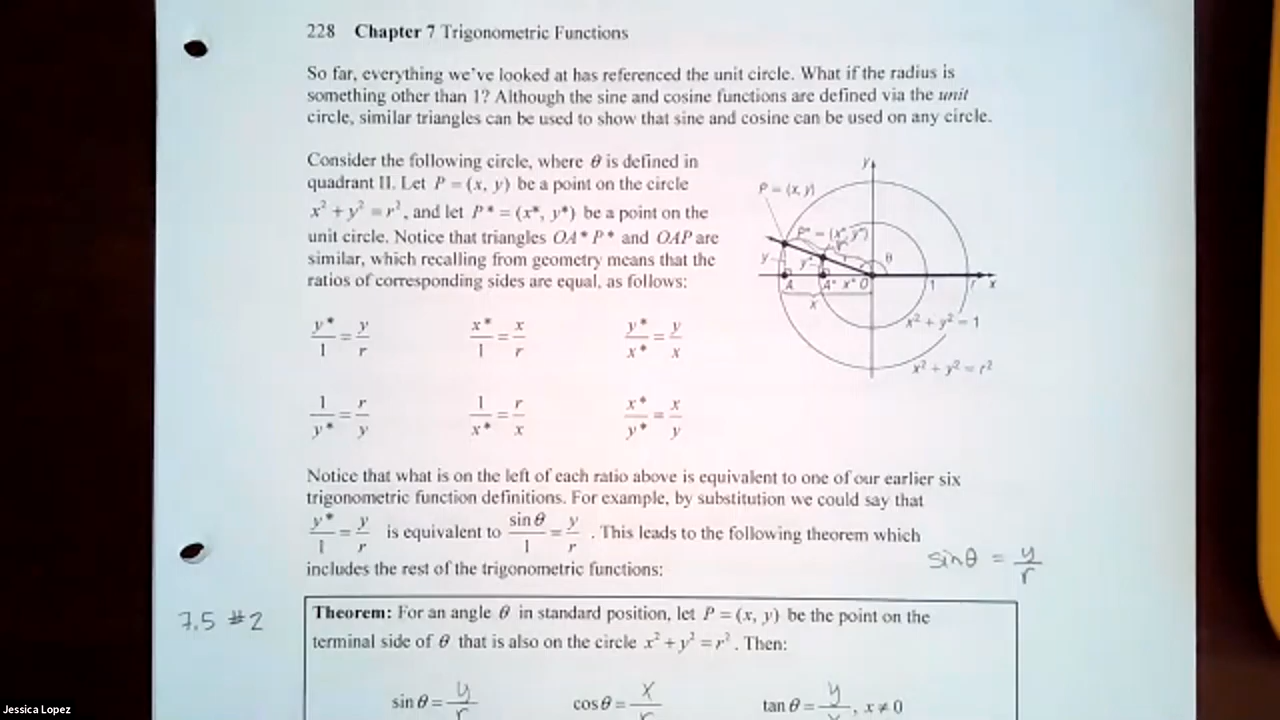 228 Chapter 7 Trigonometric Functions
So far, everything we've looked at has referenced the unit circle. What if the radius is
something other than 1? Although the sine and cosine functions are defined via the unit
circle, similar triangles can be used to show that sine and cosine can be used on any circle.
Consider the following circle, where θ is defined in
quadrant II. Let P = (x, y) be a point on the circle
x² + y² = r², and let P* = (x*, y*) be a point on the
unit circle. Notice that triangles OA*P* and OAP are
similar, which recalling from geometry means that the
ratios of corresponding sides are equal, as follows:
y
P = (x, y)
P* = (x*, y*)
y
y*
θ
A
A*
x*
O
1
r
x
x
x² + y² = 1
x² + y² = r²
y*/1 = y/r
x*/1 = x/r
y*/x* = y/x
1/y* = r/y
1/x* = r/x
x*/y* = x/y
Notice that what is on the left of each ratio above is equivalent to one of our earlier six
trigonometric function definitions. For example, by substitution we could say that
y*/1 = y/r is equivalent to sin θ/1 = y/r. This leads to the following theorem which
includes the rest of the trigonometric functions:
sinθ = y/r
7.5 #2
Theorem: For an angle θ in standard position, let P = (x, y) be the point on the
terminal side of θ that is also on the circle x² + y² = r². Then:
sin θ = y/r
cos θ = x/r
tan θ = y/x, x ≠ 0
Jessica Lopez